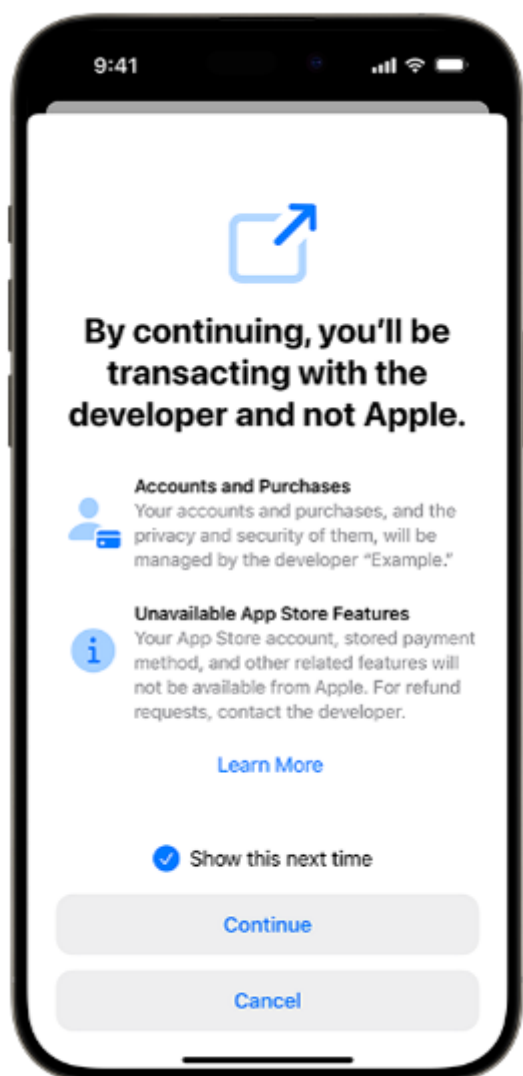 9:41
By continuing, you’ll be
transacting with the
developer and not Apple.
Accounts and Purchases
Your accounts and purchases, and the
privacy and security of them, will be
managed by the developer “Example.”
Unavailable App Store Features
Your App Store account, stored payment
method, and other related features will
not be available from Apple. For refund
requests, contact the developer.
Learn More
Show this next time
Continue
Cancel